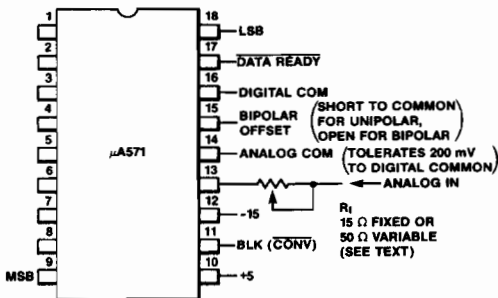 1
18
LSB
2
17
DATA READY
3
16
DIGITAL COM
4
15
BIPOLAR OFFSET
(SHORT TO COMMON FOR UNIPOLAR, OPEN FOR BIPOLAR)
5
µA571
14
ANALOG COM
(TOLERATES 200 mV TO DIGITAL COMMON)
6
13
ANALOG IN
7
12
-15
R_I
15 Ω FIXED OR
50 Ω VARIABLE
(SEE TEXT)
8
11
BLK (CONV)
MSB
9
10
+5